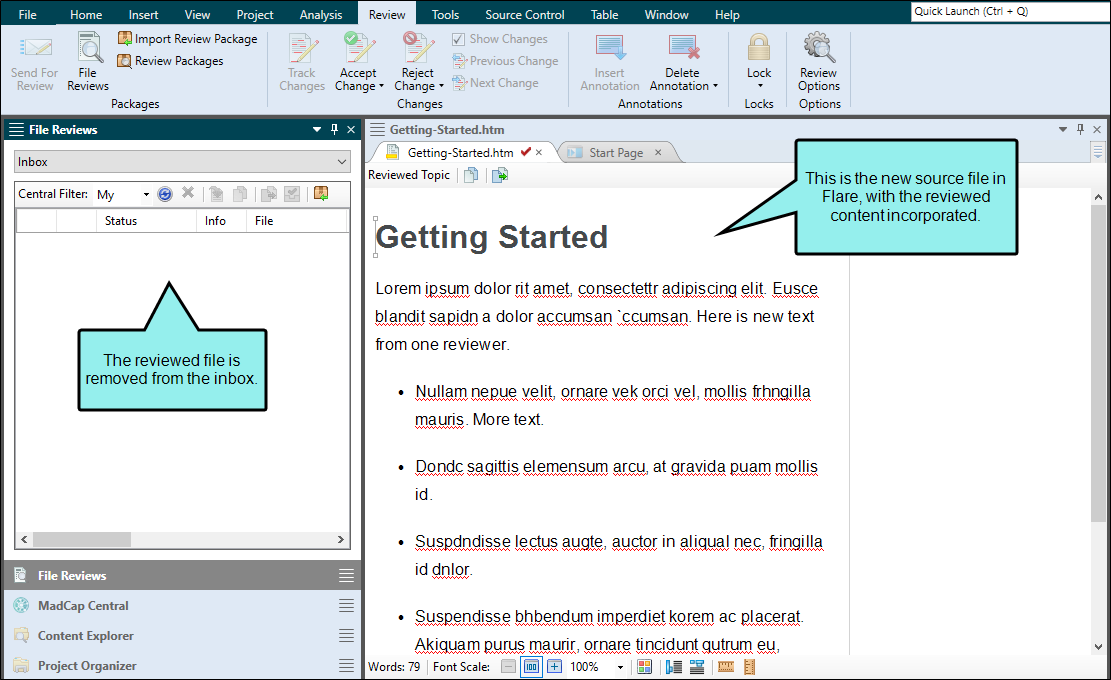 File Home Insert View Project Analysis Review Tools Source Control Table Window Help Quick Launch (Ctrl + Q)
Send For Review
File Reviews
Import Review Package
Review Packages
Packages
Track Changes
Accept Change
Reject Change
Show Changes
Previous Change
Next Change
Changes
Insert Annotation
Delete Annotation
Annotations
Lock
Locks
Review Options
Options
File Reviews
Inbox
Central Filter: My
Status Info File
The reviewed file is
removed from the inbox.
File Reviews
MadCap Central
Content Explorer
Project Organizer
Getting-Started.htm
Getting-Started.htm Start Page
Reviewed Topic
This is the new source file in
Flare, with the reviewed
content incorporated.
Getting Started
Lorem ipsum dolor rit amet, consectettr adipiscing elit. Eusce
blandit sapidn a dolor accumsan `ccumsan. Here is new text
from one reviewer.
• Nullam nepue velit, ornare vek orci vel, mollis frhngilla
mauris. More text.
• Dondc sagittis elemensum arcu, at gravida puam mollis
id.
• Suspdndisse lectus augte, auctor in aliqual nec, fringilla
id dnlor.
• Suspendisse bhbendum imperdiet korem ac placerat.
Akiquam purus maurir, ornare tincidunt qutrum eu,
Words: 79 Font Scale: 100 100%